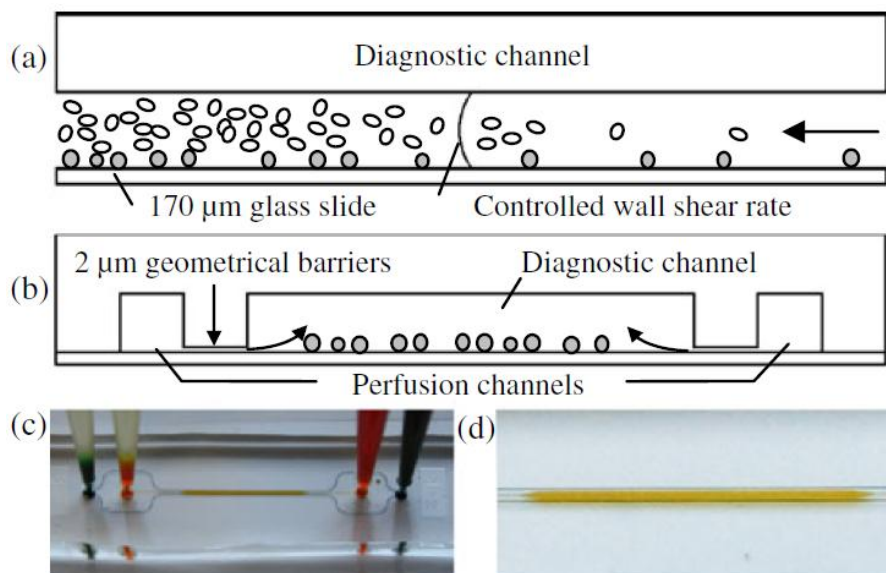 (a)
Diagnostic channel
170 µm glass slide
Controlled wall shear rate
(b)
2 µm geometrical barriers
Diagnostic channel
Perfusion channels
(c)
(d)